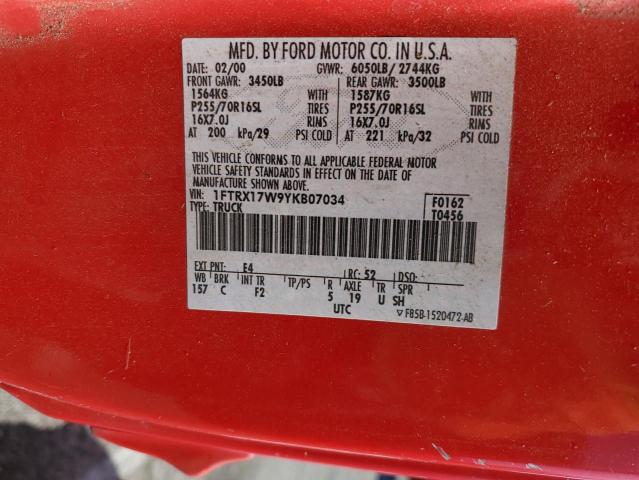 MFD. BY FORD MOTOR CO. IN U.S.A.
DATE: 02/00 GVWR: 6050LB/ 2744KG
FRONT GAWR: 3450LB REAR GAWR: 3500LB
1564KG WITH 1587KG WITH
P255/70R16SL TIRES P255/70R16SL TIRES
16X7.0J RIMS 16X7.0J RIMS
AT 200 kPa/29 PSI COLD AT 221 kPa/32 PSI COLD
THIS VEHICLE CONFORMS TO ALL APPLICABLE FEDERAL MOTOR
VEHICLE SAFETY STANDARDS IN EFFECT ON THE DATE OF
MANUFACTURE SHOWN ABOVE.
VIN: 1FTRX17W9YKB07034 F0162
TYPE: TRUCK T0456
EXT PNT: E4 RC: 52 DSO:
WB BRK INT TR TP/PS R AXLE TR SPR
157 C F2 5 19 U SH
UTC ▽ F85B-1520472-AB